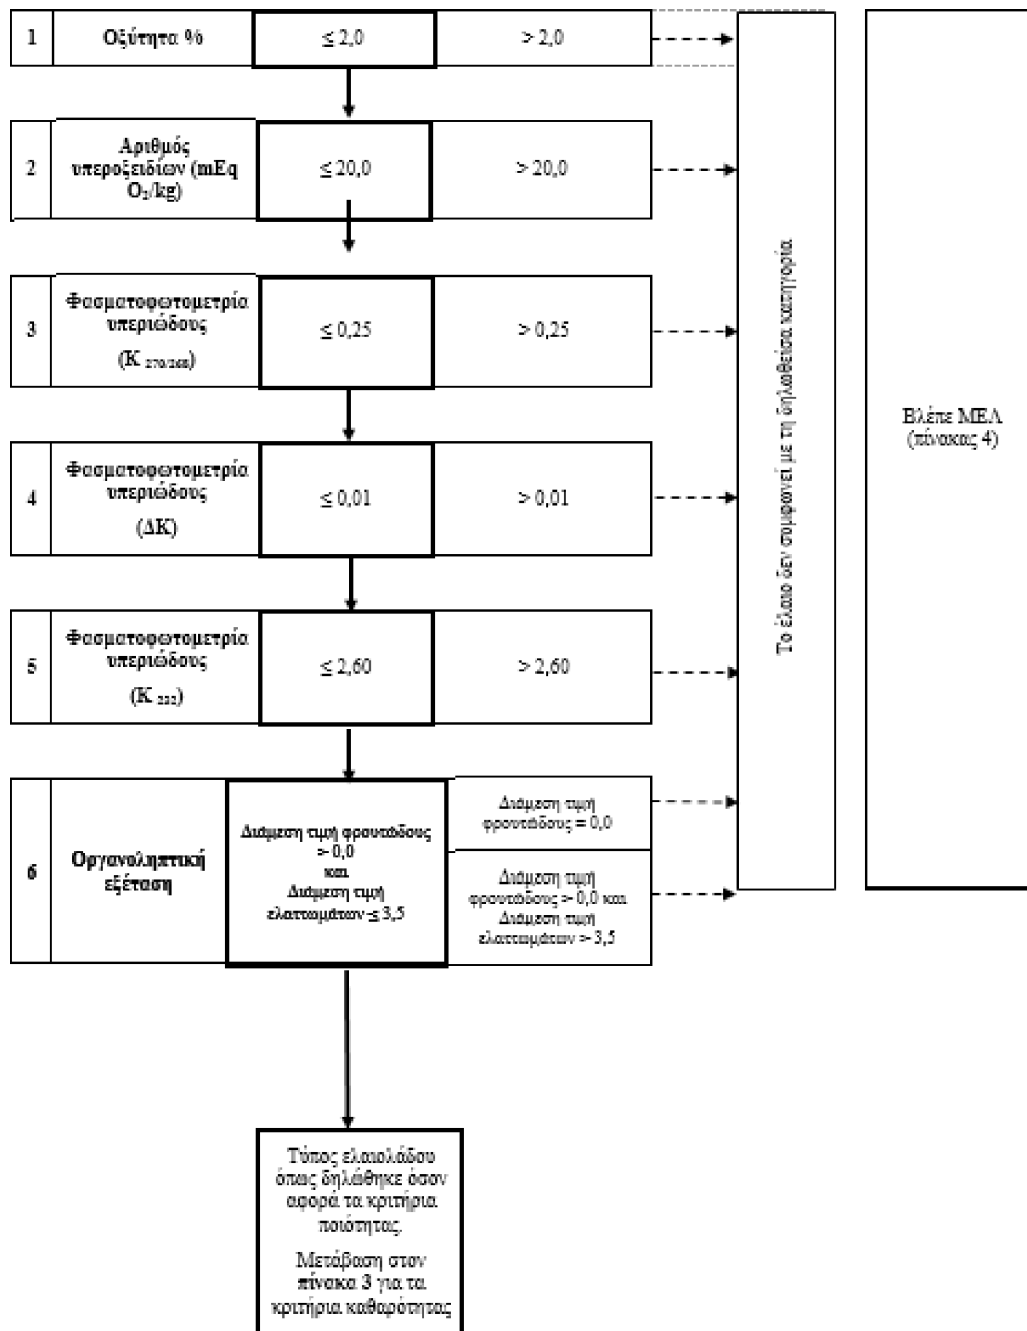 1 Οξύτητα % ≤ 2,0 > 2,0
2 Αριθμός υπεροξειδίων (mEq O₂/kg) ≤ 20,0 > 20,0
3 Φασματοφωτομετρία υπεριώδους (K 270/268) ≤ 0,25 > 0,25
4 Φασματοφωτομετρία υπεριώδους (ΔK) ≤ 0,01 > 0,01
5 Φασματοφωτομετρία υπεριώδους (K 232) ≤ 2,60 > 2,60
6 Οργανοληπτική εξέταση
Διάμεση τιμή φρουτώδους
> 0,0
και
Διάμεση τιμή
ελαττωμάτων ≤ 3,5
Διάμεση τιμή
φρουτώδους = 0,0
Διάμεση τιμή
φρουτώδους > 0,0 και
Διάμεση τιμή
ελαττωμάτων > 3,5
Το έλαιο δεν συμφωνεί με τη δηλωθείσα κατηγορία
Βλέπε ΜΕΛ
(πίνακας 4)
Τύπος ελαιολάδου
όπως δηλώθηκε όσον
αφορά τα κριτήρια
ποιότητας.
Μετάβαση στον
πίνακα 3 για τα
κριτήρια καθαρότητας